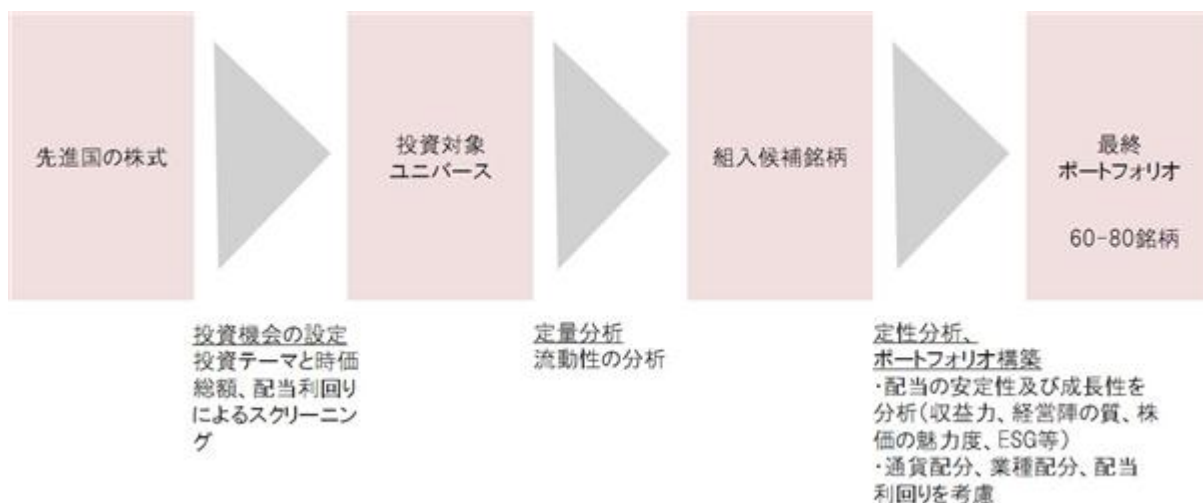 先進国の株式
投資対象
ユニバース
組入候補銘柄
最終
ポートフォリオ
60-80銘柄
投資機会の設定
投資テーマと時価
総額、配当利回り
によるスクリーニン
グ
定量分析
流動性の分析
定性分析、
ポートフォリオ構築
・配当の安定性及び成長性を
分析(収益力、経営陣の質、株
価の魅力度、ESG等)
・通貨配分、業種配分、配当
利回りを考慮